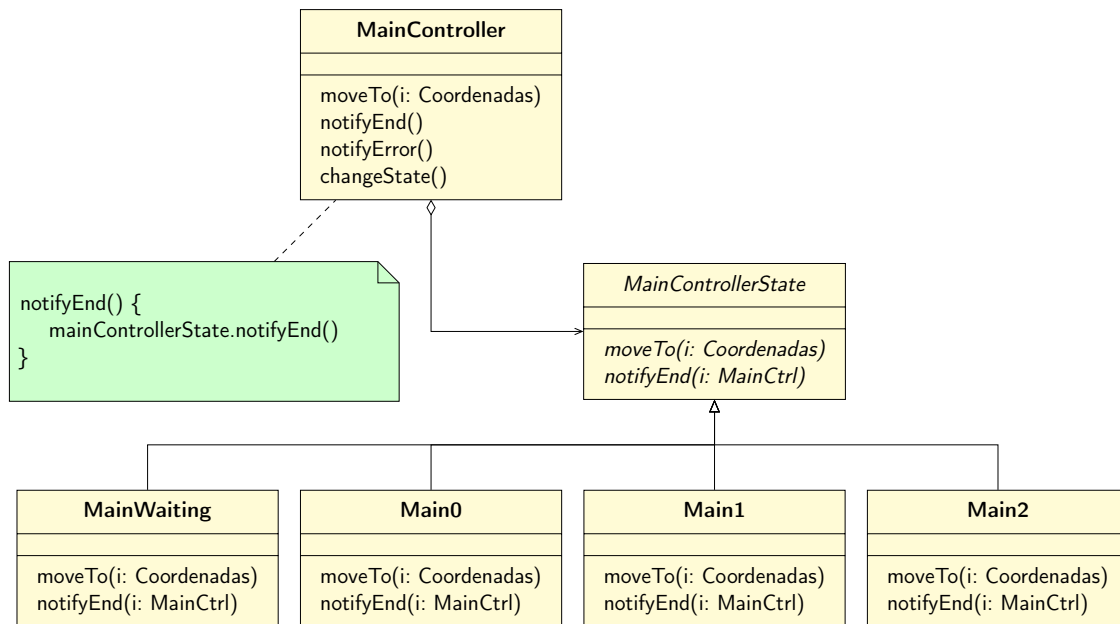 MainController
moveTo(i: Coordenadas)
notifyEnd()
notifyError()
changeState()
notifyEnd() {
mainControllerState.notifyEnd()
}
MainControllerState
moveTo(i: Coordenadas)
notifyEnd(i: MainCtrl)
MainWaiting
moveTo(i: Coordenadas)
notifyEnd(i: MainCtrl)
Main0
moveTo(i: Coordenadas)
notifyEnd(i: MainCtrl)
Main1
moveTo(i: Coordenadas)
notifyEnd(i: MainCtrl)
Main2
moveTo(i: Coordenadas)
notifyEnd(i: MainCtrl)